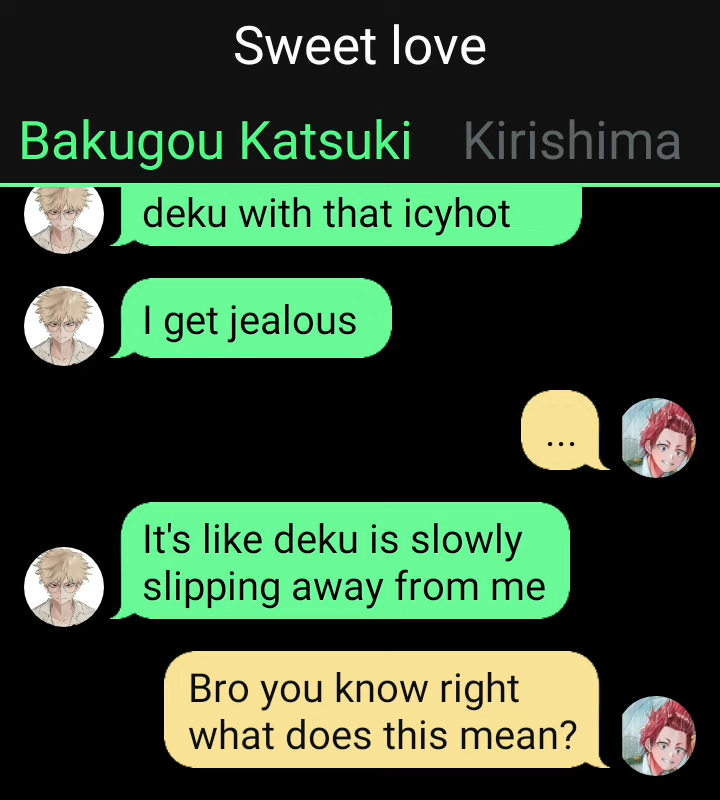 Sweet love
Bakugou Katsuki Kirishima
deku with that icyhot
I get jealous
...
It's like deku is slowly
slipping away from me
Bro you know right
what does this mean?